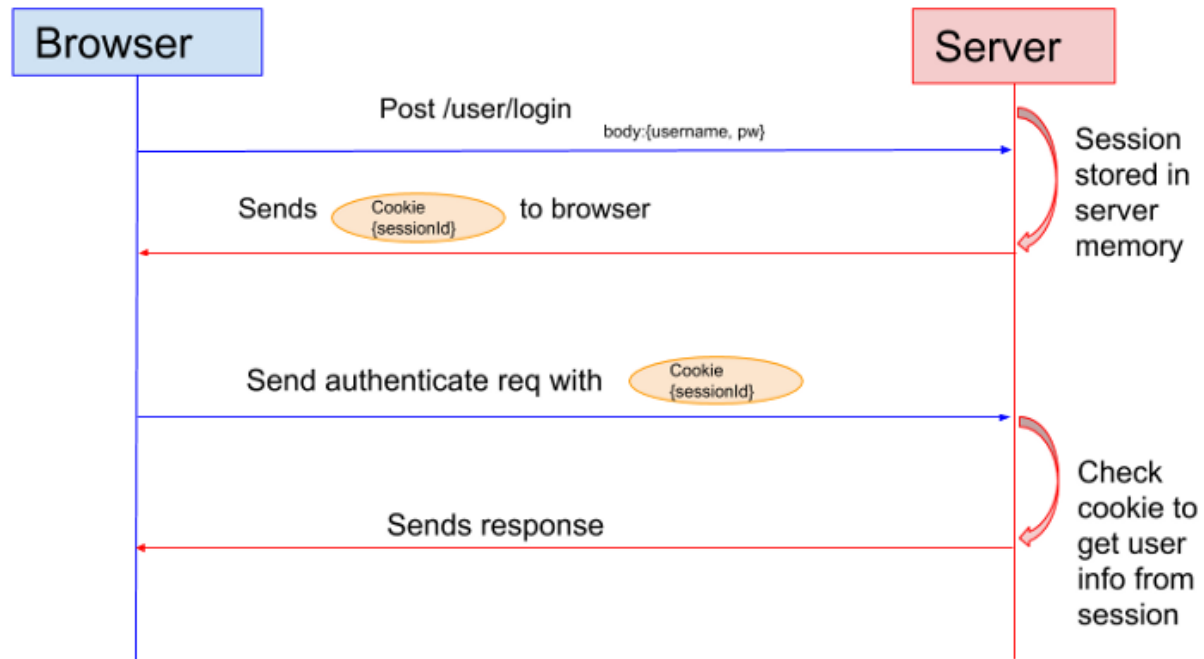 Browser
Server
Post /user/login
body:{username, pw}
Session
stored in
server
memory
Sends
Cookie
{sessionId}
to browser
Send authenticate req with
Cookie
{sessionId}
Check
cookie to
get user
info from
session
Sends response